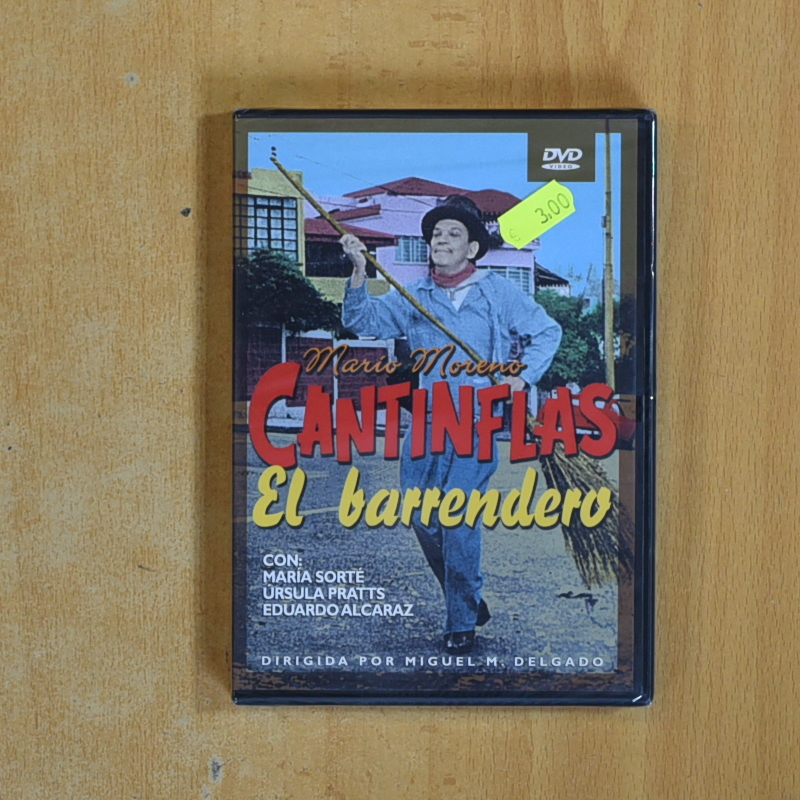 DVD
VIDEO
€ 3,00
Mario Moreno
CANTINFLAS
El barrendero
CON:
MARÍA SORTÉ
ÚRSULA PRATTS
EDUARDO ALCARAZ
DIRIGIDA POR MIGUEL M. DELGADO